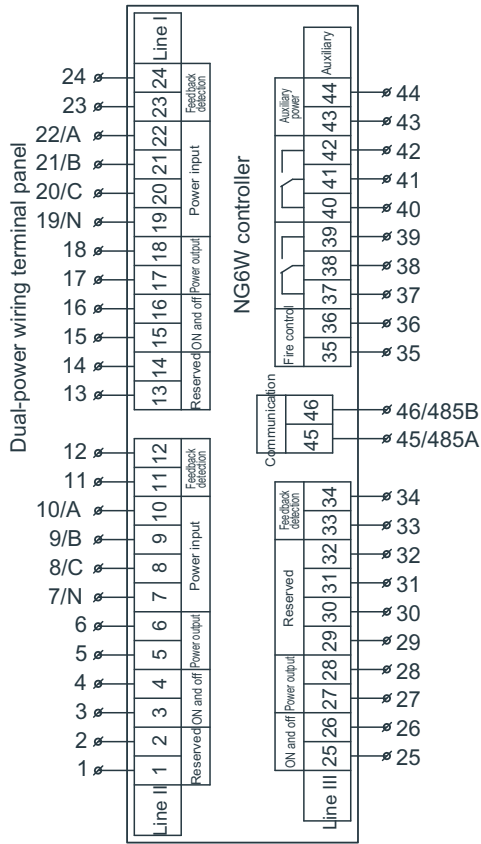 Dual-power wiring terminal panel
24
23
22/A
21/B
20/C
19/N
18
17
16
15
14
13
12
11
10/A
9/B
8/C
7/N
6
5
4
3
2
1
Line I
24
23
22
21
20
19
18
17
16
15
14
13
Feedback
detection
Power input
Power output
ON and off
Reserved
12
11
10
9
8
7
6
5
4
3
2
1
Line II
Feedback
detection
Power input
Power output
ON and off
Reserved
NG6W controller
Auxiliary
Auxiliary
power
Fire control
44
43
42
41
40
39
38
37
36
35
44
43
42
41
40
39
38
37
36
35
Communication
46
45
46/485B
45/485A
Feedback
detection
Reserved
Power output
ON and off
34
33
32
31
30
29
28
27
26
25
Line III
34
33
32
31
30
29
28
27
26
25